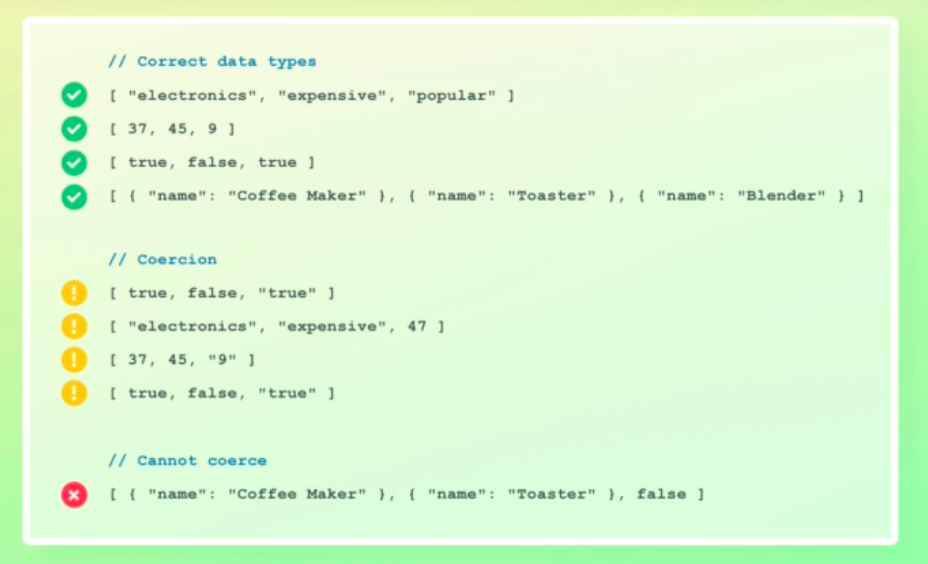 // Correct data types
[ "electronics", "expensive", "popular" ]
[ 37, 45, 9 ]
[ true, false, true ]
[ { "name": "Coffee Maker" }, { "name": "Toaster" }, { "name": "Blender" } ]
// Coercion
[ true, false, "true" ]
[ "electronics", "expensive", 47 ]
[ 37, 45, "9" ]
[ true, false, "true" ]
// Cannot coerce
[ { "name": "Coffee Maker" }, { "name": "Toaster" }, false ]